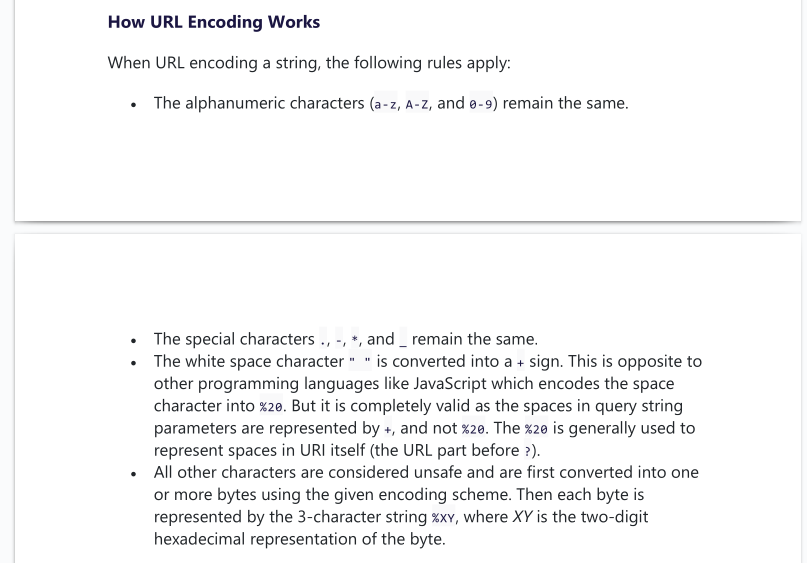 How URL Encoding Works
When URL encoding a string, the following rules apply:
• The alphanumeric characters (a-z, A-Z, and 0-9) remain the same.
• The special characters ., -, *, and _ remain the same.
• The white space character " " is converted into a + sign. This is opposite to
other programming languages like JavaScript which encodes the space
character into %20. But it is completely valid as the spaces in query string
parameters are represented by +, and not %20. The %20 is generally used to
represent spaces in URI itself (the URL part before ?).
• All other characters are considered unsafe and are first converted into one
or more bytes using the given encoding scheme. Then each byte is
represented by the 3-character string %XY, where XY is the two-digit
hexadecimal representation of the byte.